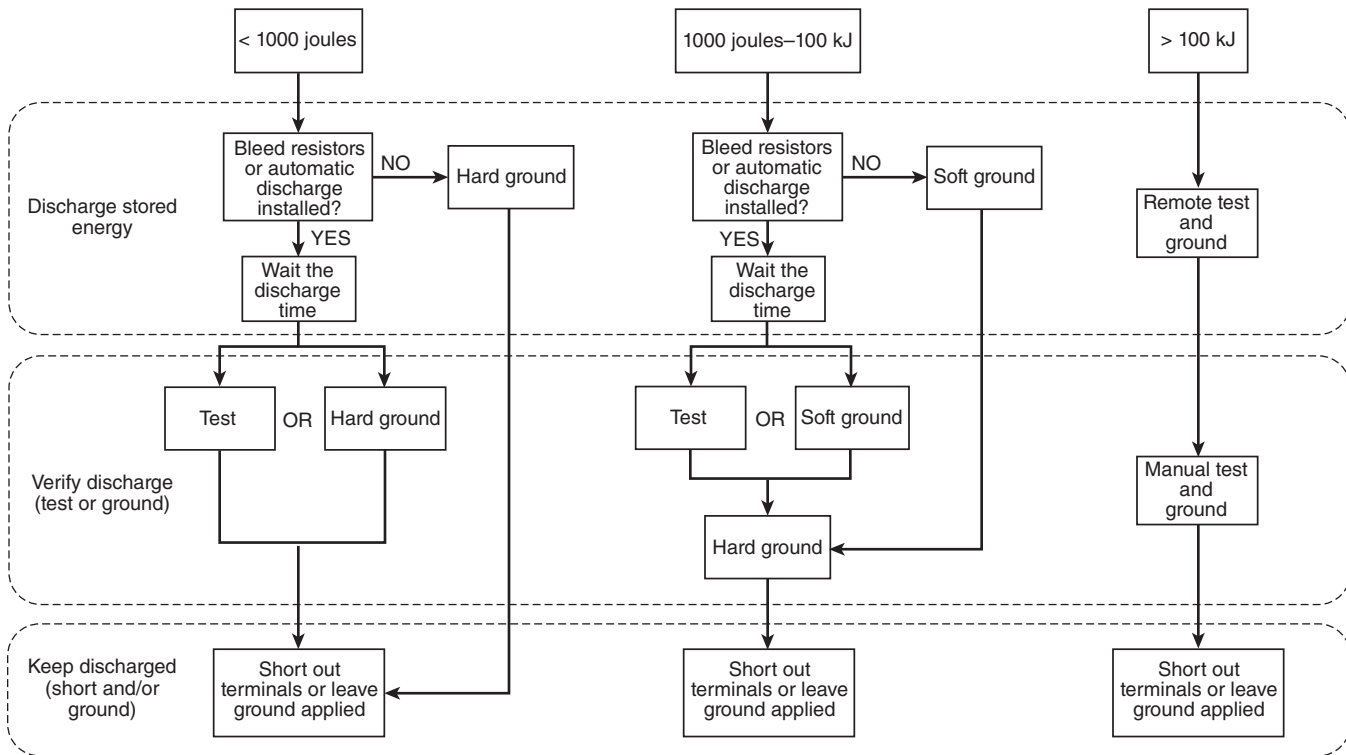 < 1000 joules
1000 joules–100 kJ
> 100 kJ
Discharge stored
energy
Bleed resistors
or automatic
discharge
installed?
NO
Hard ground
YES
Wait the
discharge
time
Bleed resistors
or automatic
discharge
installed?
NO
Soft ground
YES
Wait the
discharge
time
Remote test
and
ground
Verify discharge
(test or ground)
Test
OR
Hard ground
Test
OR
Soft ground
Hard ground
Manual test
and
ground
Keep discharged
(short and/or
ground)
Short out
terminals or leave
ground applied
Short out
terminals or leave
ground applied
Short out
terminals or leave
ground applied